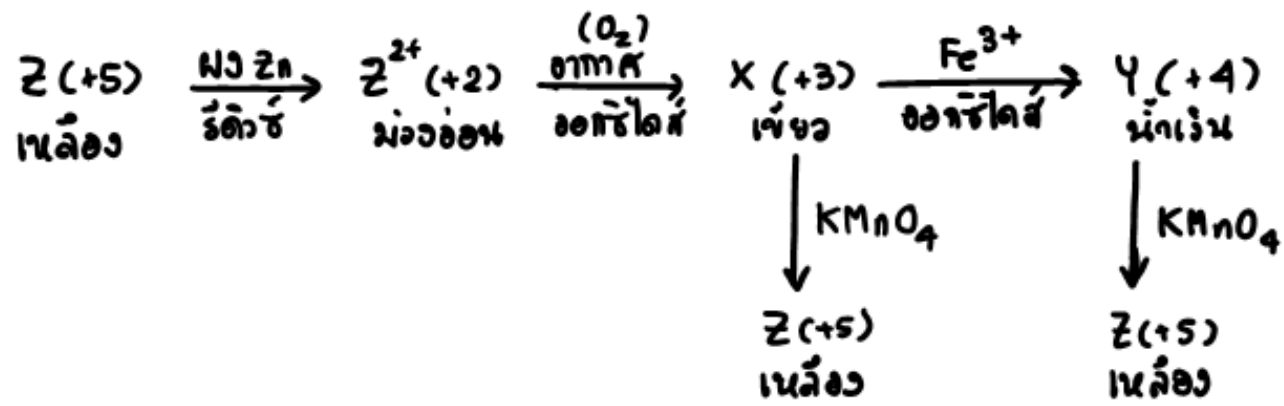 (O₂)
Z (+5) ผง Zn Z²⁺ (+2) อากาศ X (+3) Fe³⁺ Y (+4)
เหลือง รีดิวซ์ ม่วงอ่อน ออกซิไดส์ เขียว ออกซิไดส์ น้ำเงิน
KMnO₄ KMnO₄
Z (+5) Z (+5)
เหลือง เหลือง